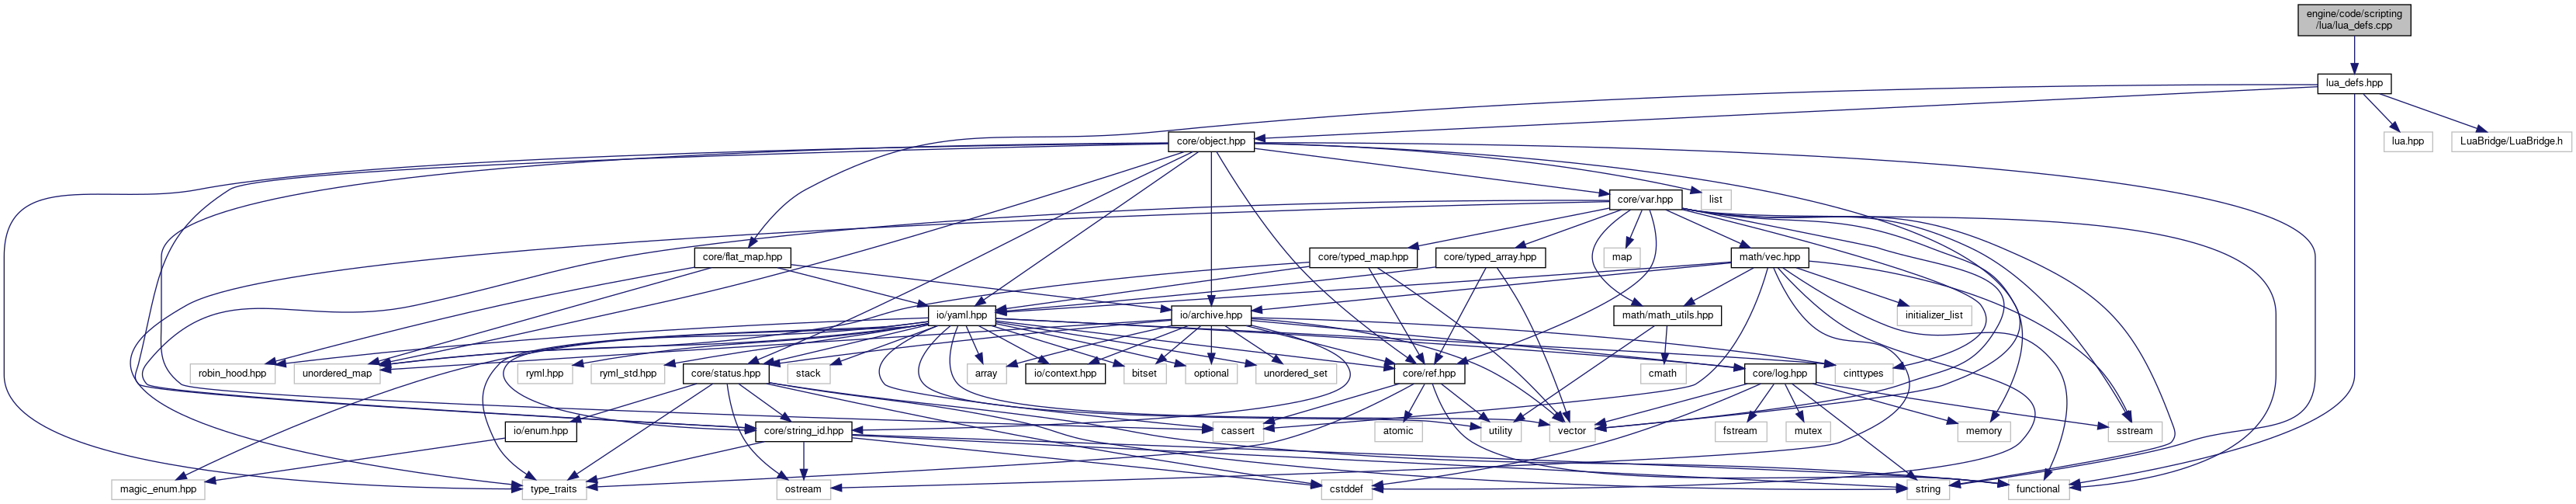 engine/code/scripting
/lua/lua_defs.cpp
lua_defs.hpp
core/object.hpp
lua.hpp
LuaBridge/LuaBridge.h
core/var.hpp
list
core/flat_map.hpp
core/typed_map.hpp
core/typed_array.hpp
map
math/vec.hpp
io/yaml.hpp
io/archive.hpp
math/math_utils.hpp
initializer_list
robin_hood.hpp
unordered_map
ryml.hpp
ryml_std.hpp
core/status.hpp
stack
array
io/context.hpp
bitset
optional
unordered_set
core/ref.hpp
cmath
core/log.hpp
cinttypes
io/enum.hpp
core/string_id.hpp
cassert
atomic
utility
vector
fstream
mutex
memory
sstream
magic_enum.hpp
type_traits
ostream
cstddef
string
functional